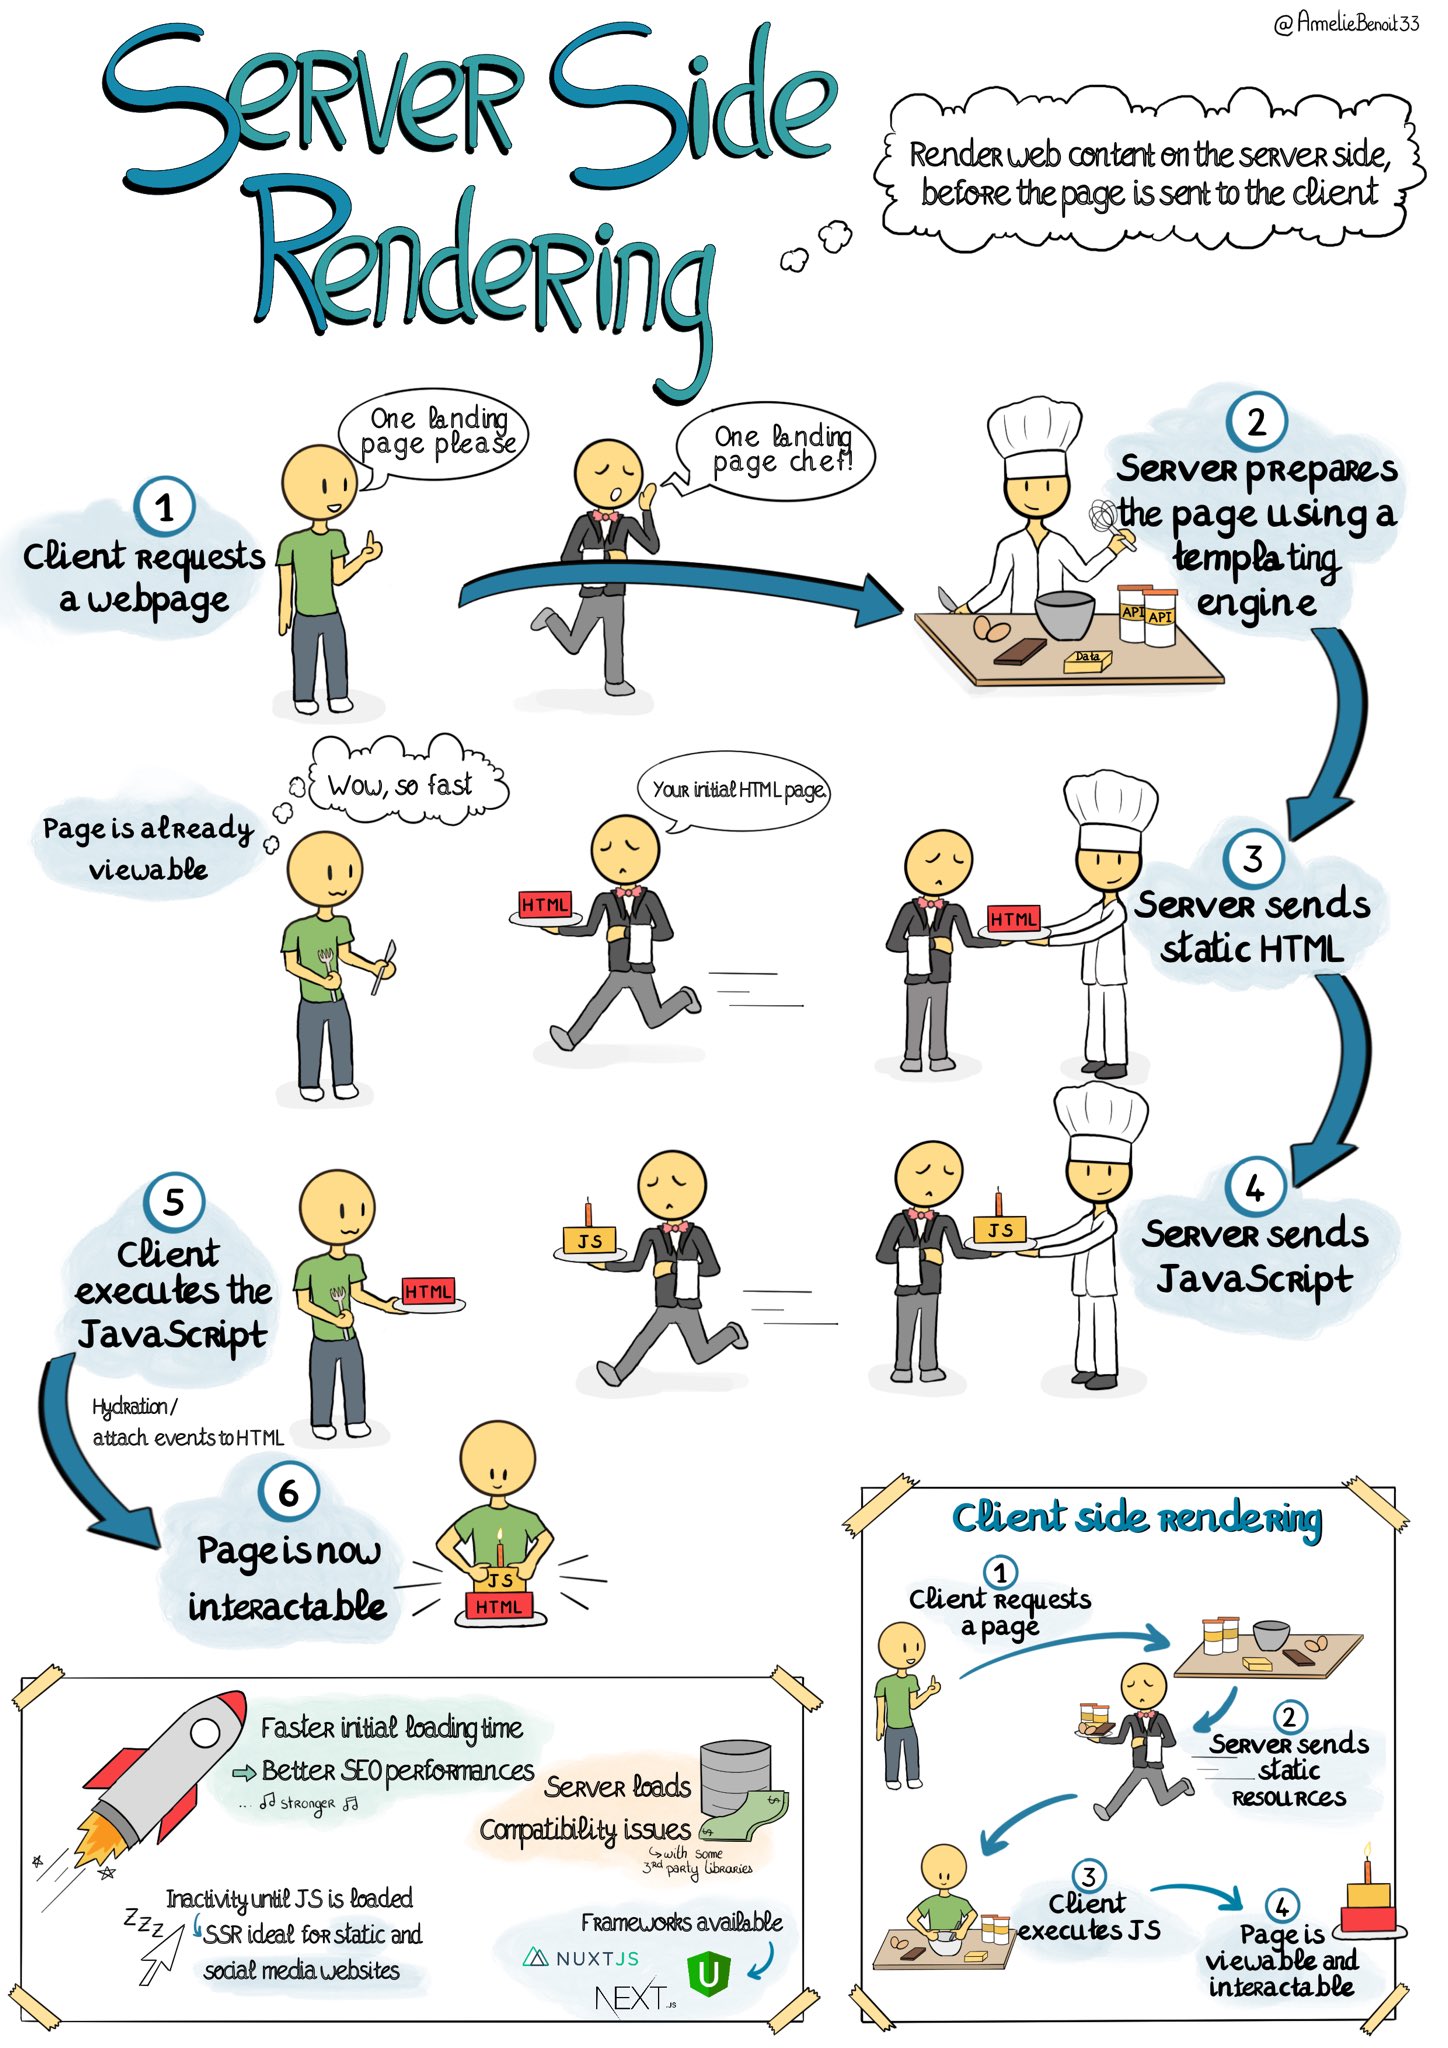 @AmelieBenoit33
Server Side
Rendering
Render web content on the server side,
before the page is sent to the client
1
Client requests
a webpage
One landing
page please
One landing
page chef!
2
Server prepares
the page using a
templating
engine
API
API
Data
Page is already
viewable
Wow, so fast
Your initial HTML page.
HTML
HTML
3
Server sends
static HTML
5
Client
executes the
JavaScript
HTML
JS
JS
4
Server sends
JavaScript
Hydration/
attach events to HTML
6
Page is now
interactable
JS
HTML
Faster initial loading time
→ Better SEO performances
... ♫ stronger ♫
Server loads
Compatibility issues
↳ with some
3rd party libraries
$
$
zzz
Inactivity until JS is loaded
↳ SSR ideal for static and
social media websites
Frameworks available
NUXTJS
NEXT.JS
U
Client side rendering
1
Client requests
a page
2
Server sends
static
resources
3
Client
executes JS
4
Page is
viewable and
interactable